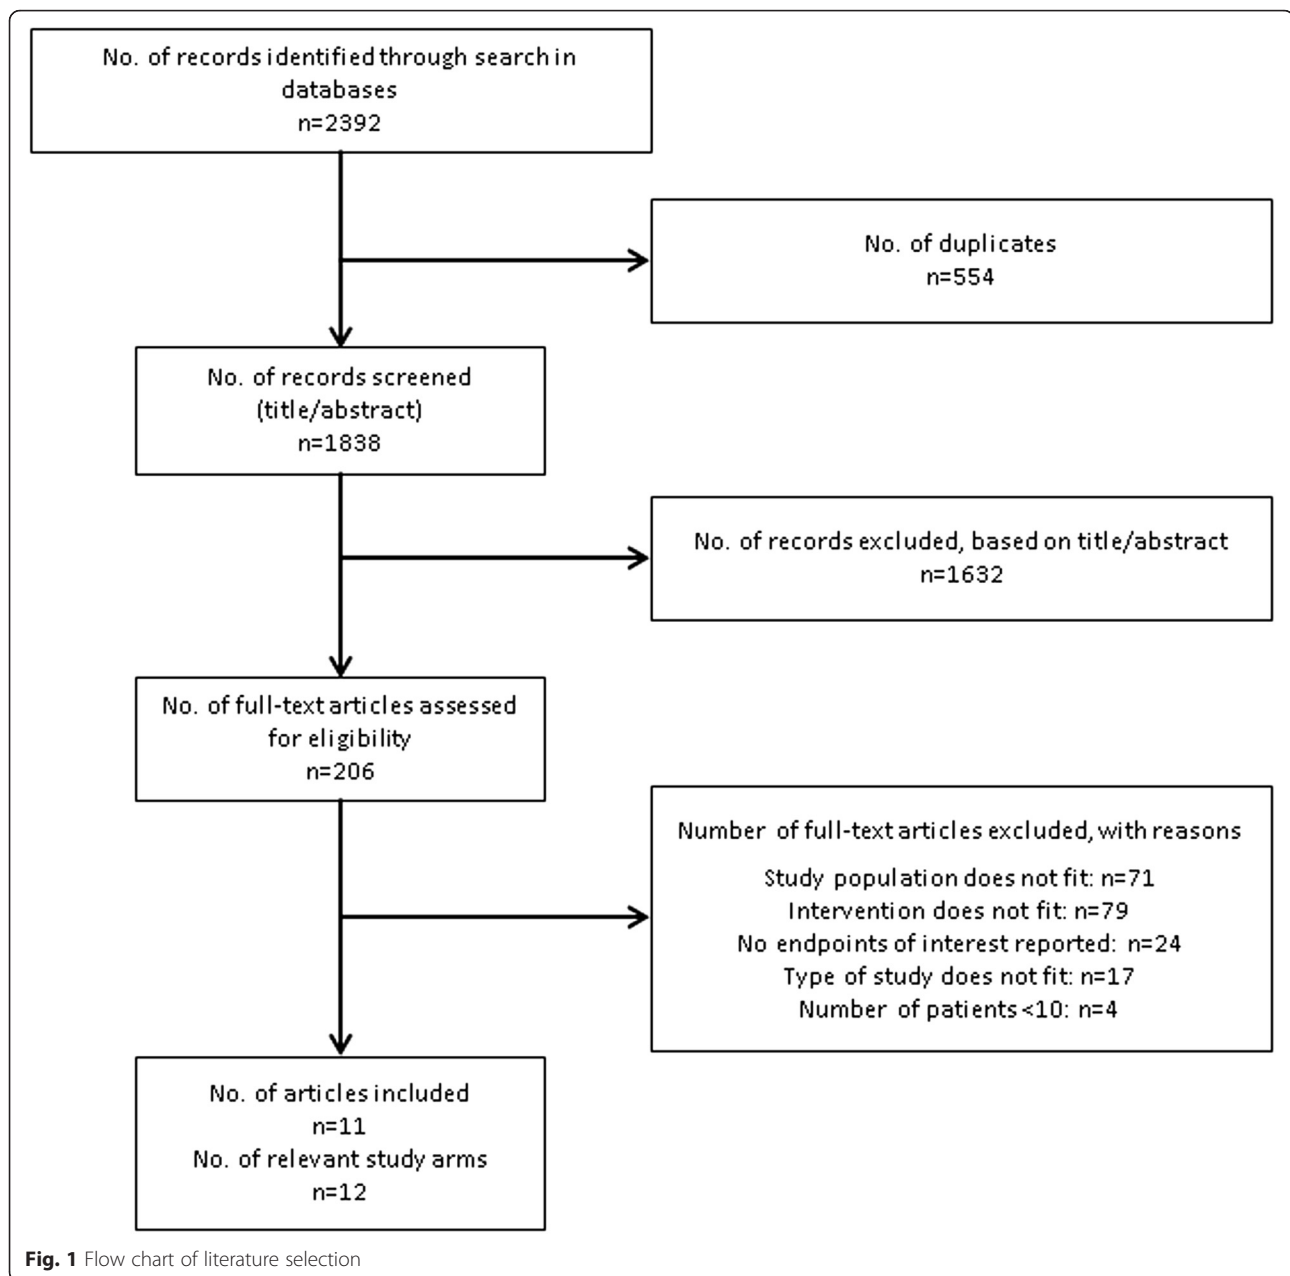 No. of records identified through search in
databases
n=2392
No. of duplicates
n=554
No. of records screened
(title/abstract)
n=1838
No. of records excluded, based on title/abstract
n=1632
No. of full-text articles assessed
for eligibility
n=206
Number of full-text articles excluded, with reasons
Study population does not fit: n=71
Intervention does not fit: n=79
No endpoints of interest reported: n=24
Type of study does not fit: n=17
Number of patients <10: n=4
No. of articles included
n=11
No. of relevant study arms
n=12
Fig. 1 Flow chart of literature selection